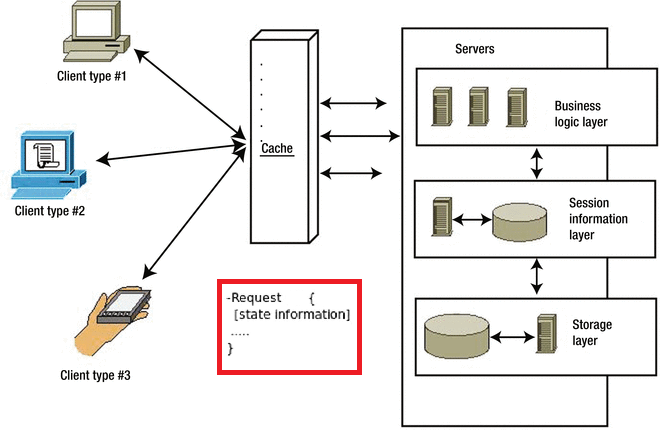 Client type #1
Client type #2
Client type #3
Cache
-Request {
[state information]
.....
}
Servers
Business
logic layer
Session
information
layer
Storage
layer